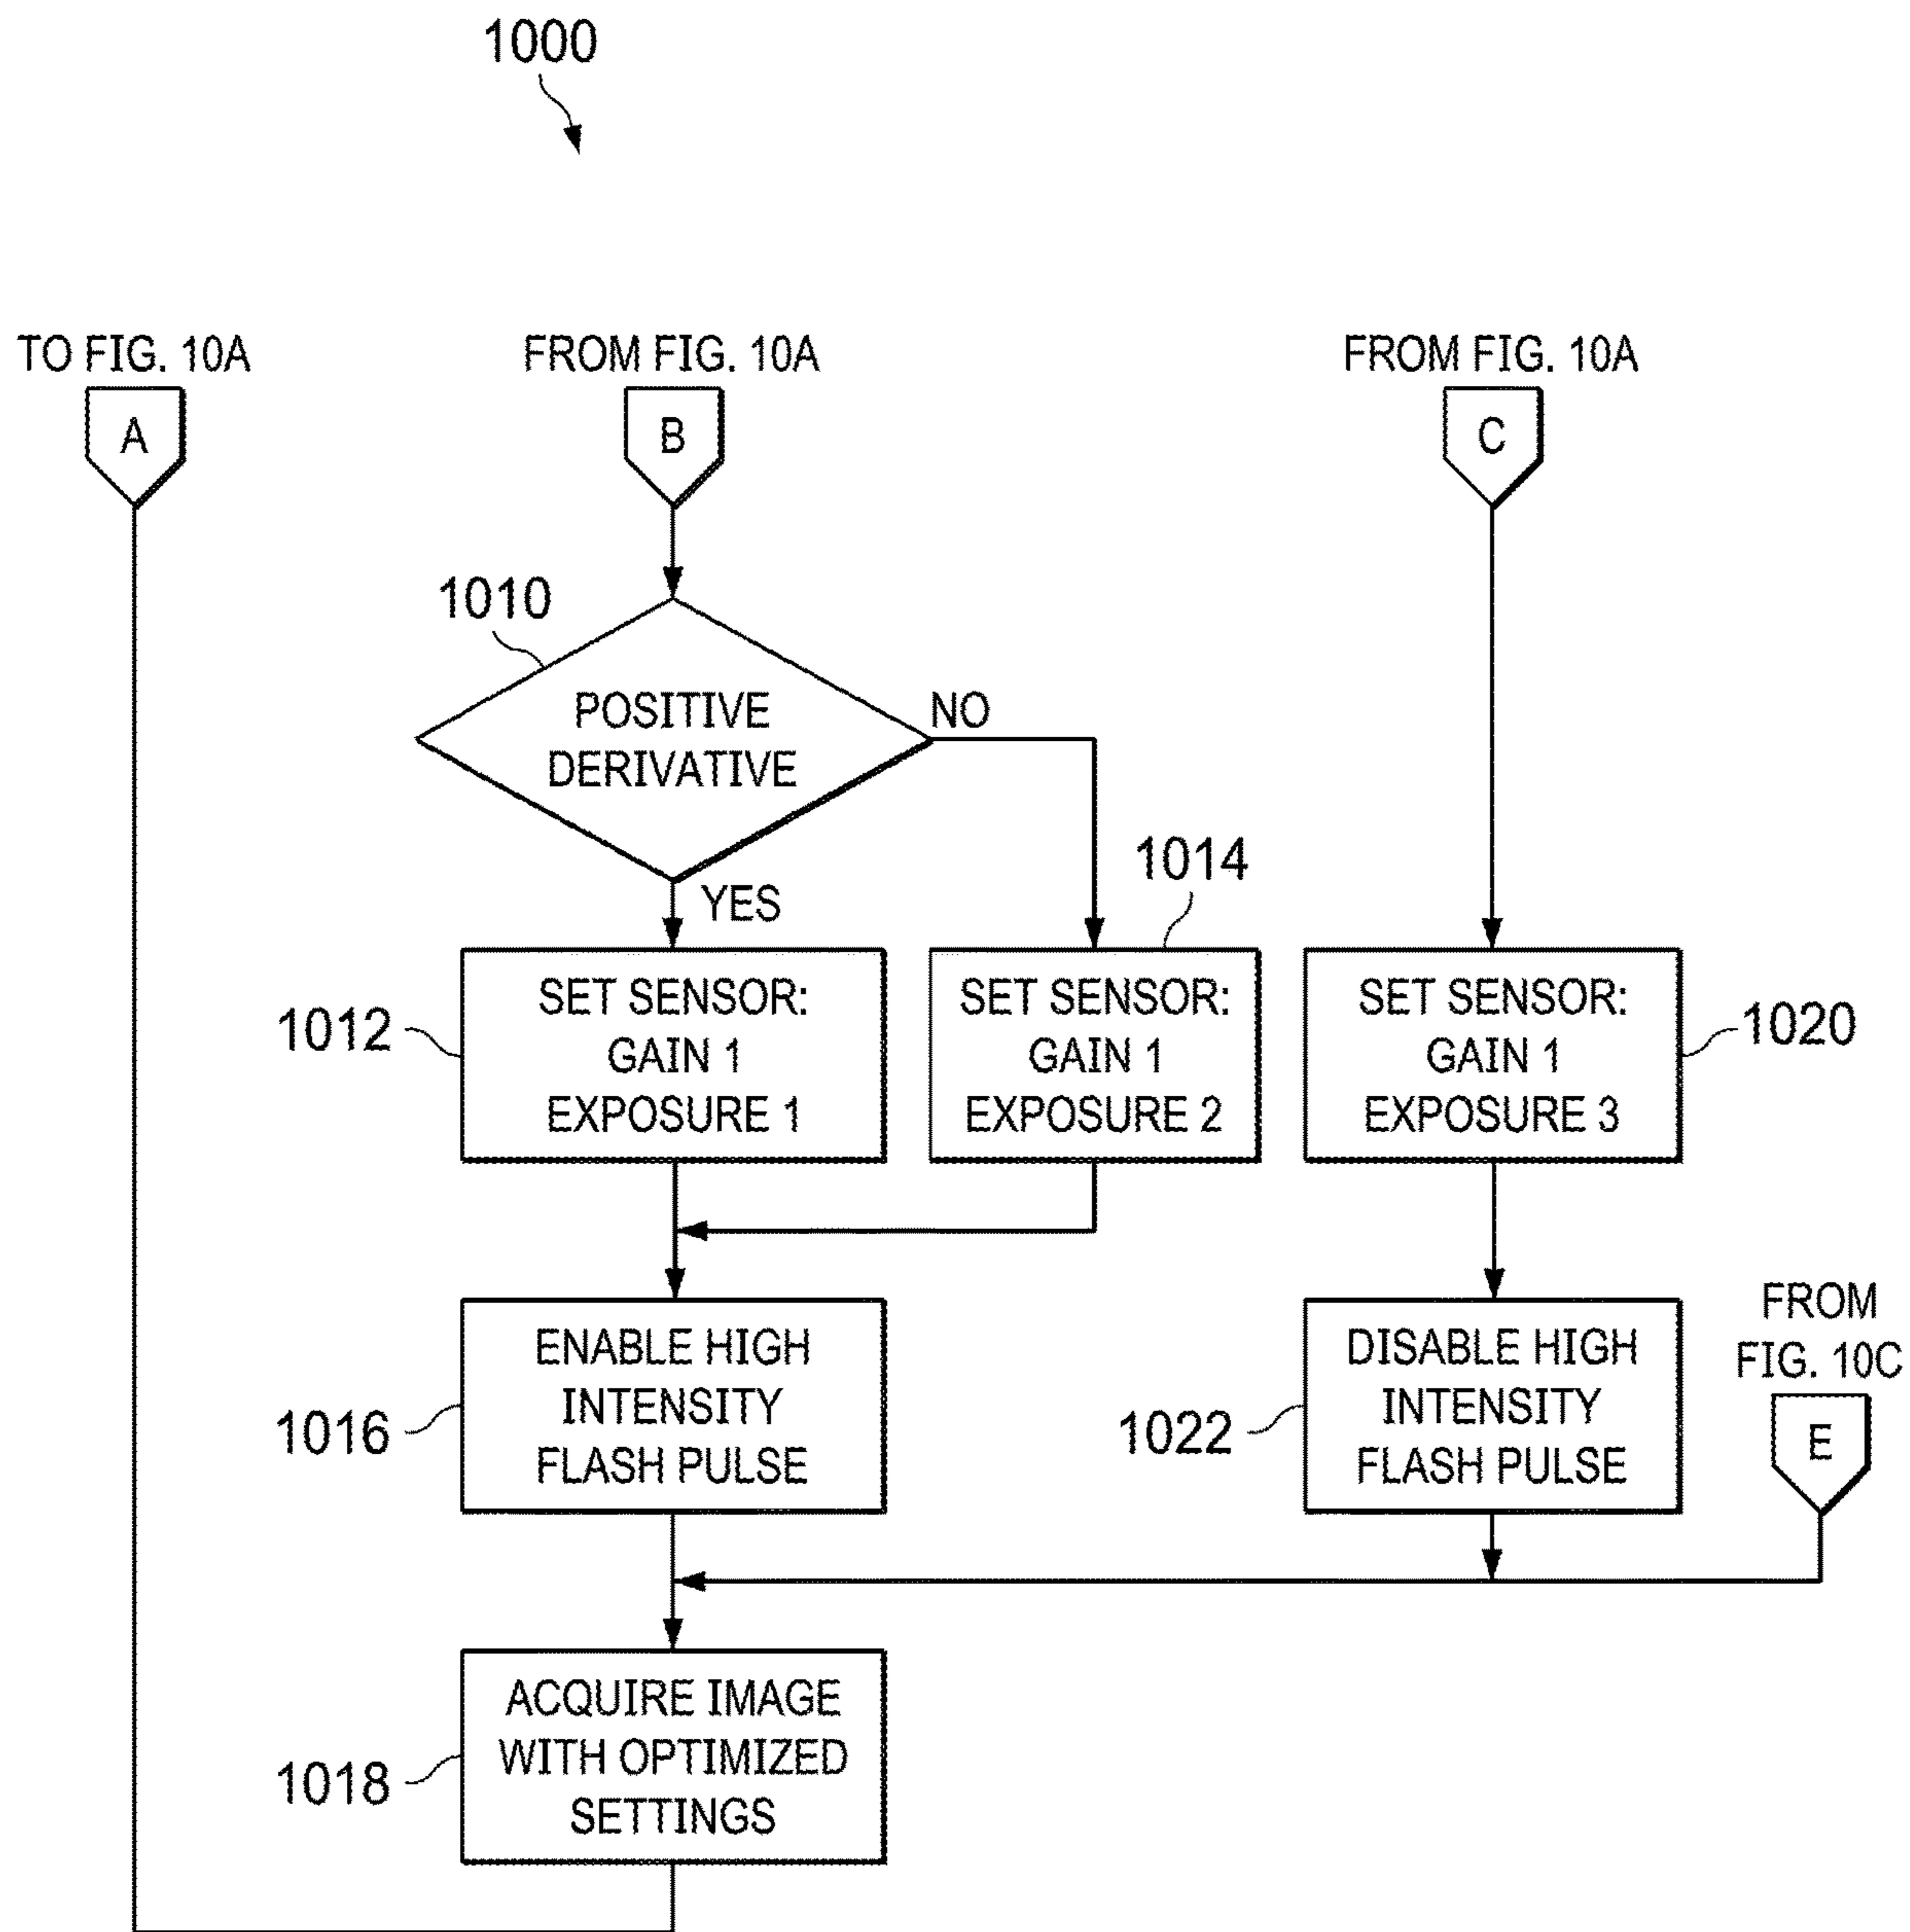 1000
TO FIG. 10A
FROM FIG. 10A
FROM FIG. 10A
A
B
C
1010
POSITIVE
DERIVATIVE
NO
YES
1014
1012
SET SENSOR:
GAIN 1
EXPOSURE 1
SET SENSOR:
GAIN 1
EXPOSURE 2
SET SENSOR:
GAIN 1
EXPOSURE 3
1020
1016
ENABLE HIGH
INTENSITY
FLASH PULSE
1022
DISABLE HIGH
INTENSITY
FLASH PULSE
FROM
FIG. 10C
E
1018
ACQUIRE IMAGE
WITH OPTIMIZED
SETTINGS